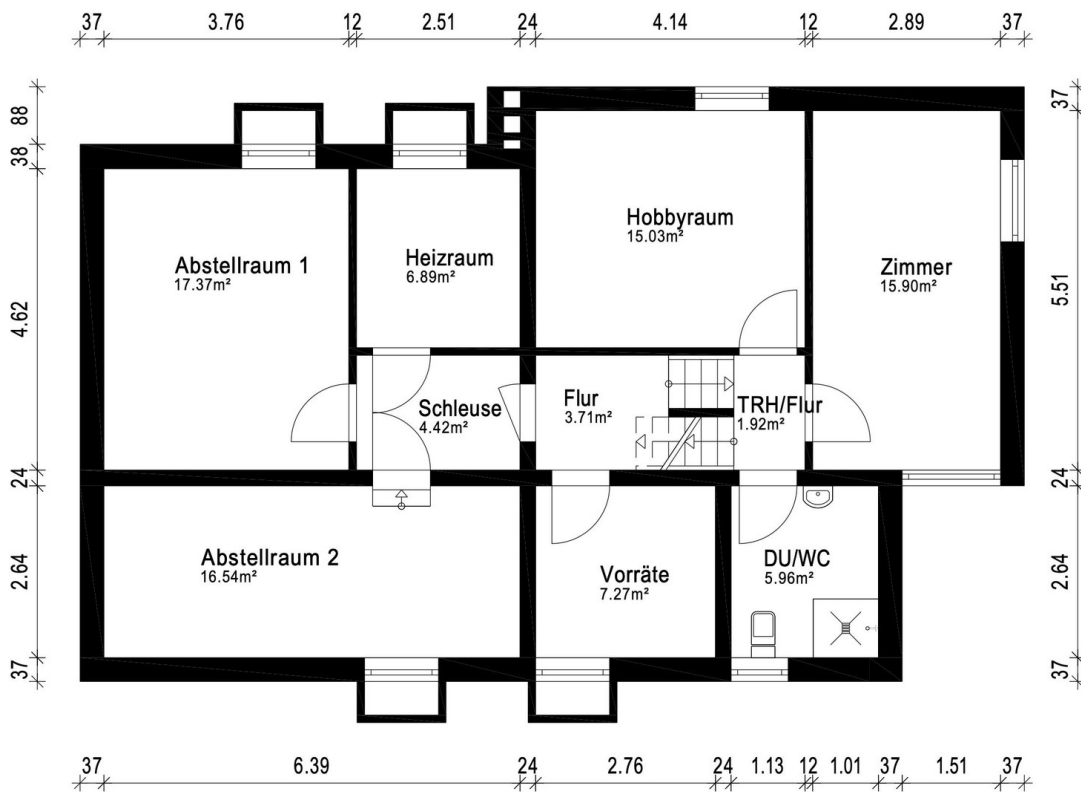 37 3.76 12 2.51 24 4.14 12 2.89 37
88
38
4.62
24
2.64
37
37
5.51
24
2.64
37
Hobbyraum
15.03m²
Abstellraum 1
17.37m²
Heizraum
6.89m²
Zimmer
15.90m²
Schleuse
4.42m²
Flur
3.71m²
TRH/Flur
1.92m²
Abstellraum 2
16.54m²
Vorräte
7.27m²
DU/WC
5.96m²
37 6.39 24 2.76 24 1.13 12 1.01 37 1.51 37